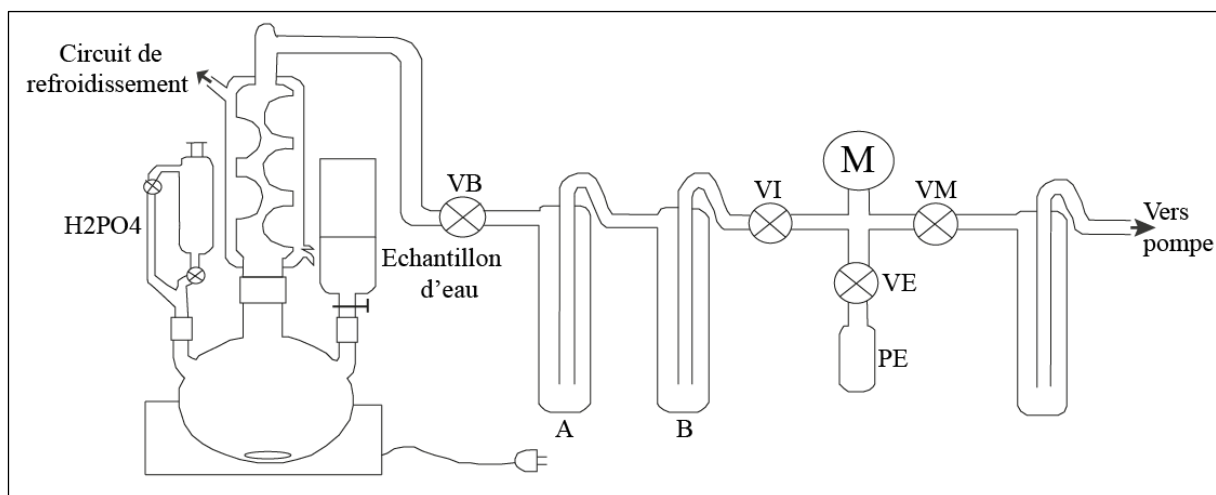 Circuit de
refroidissement
H2PO4
Echantillon
d’eau
VB
A
B
VI
M
VM
VE
PE
Vers
pompe